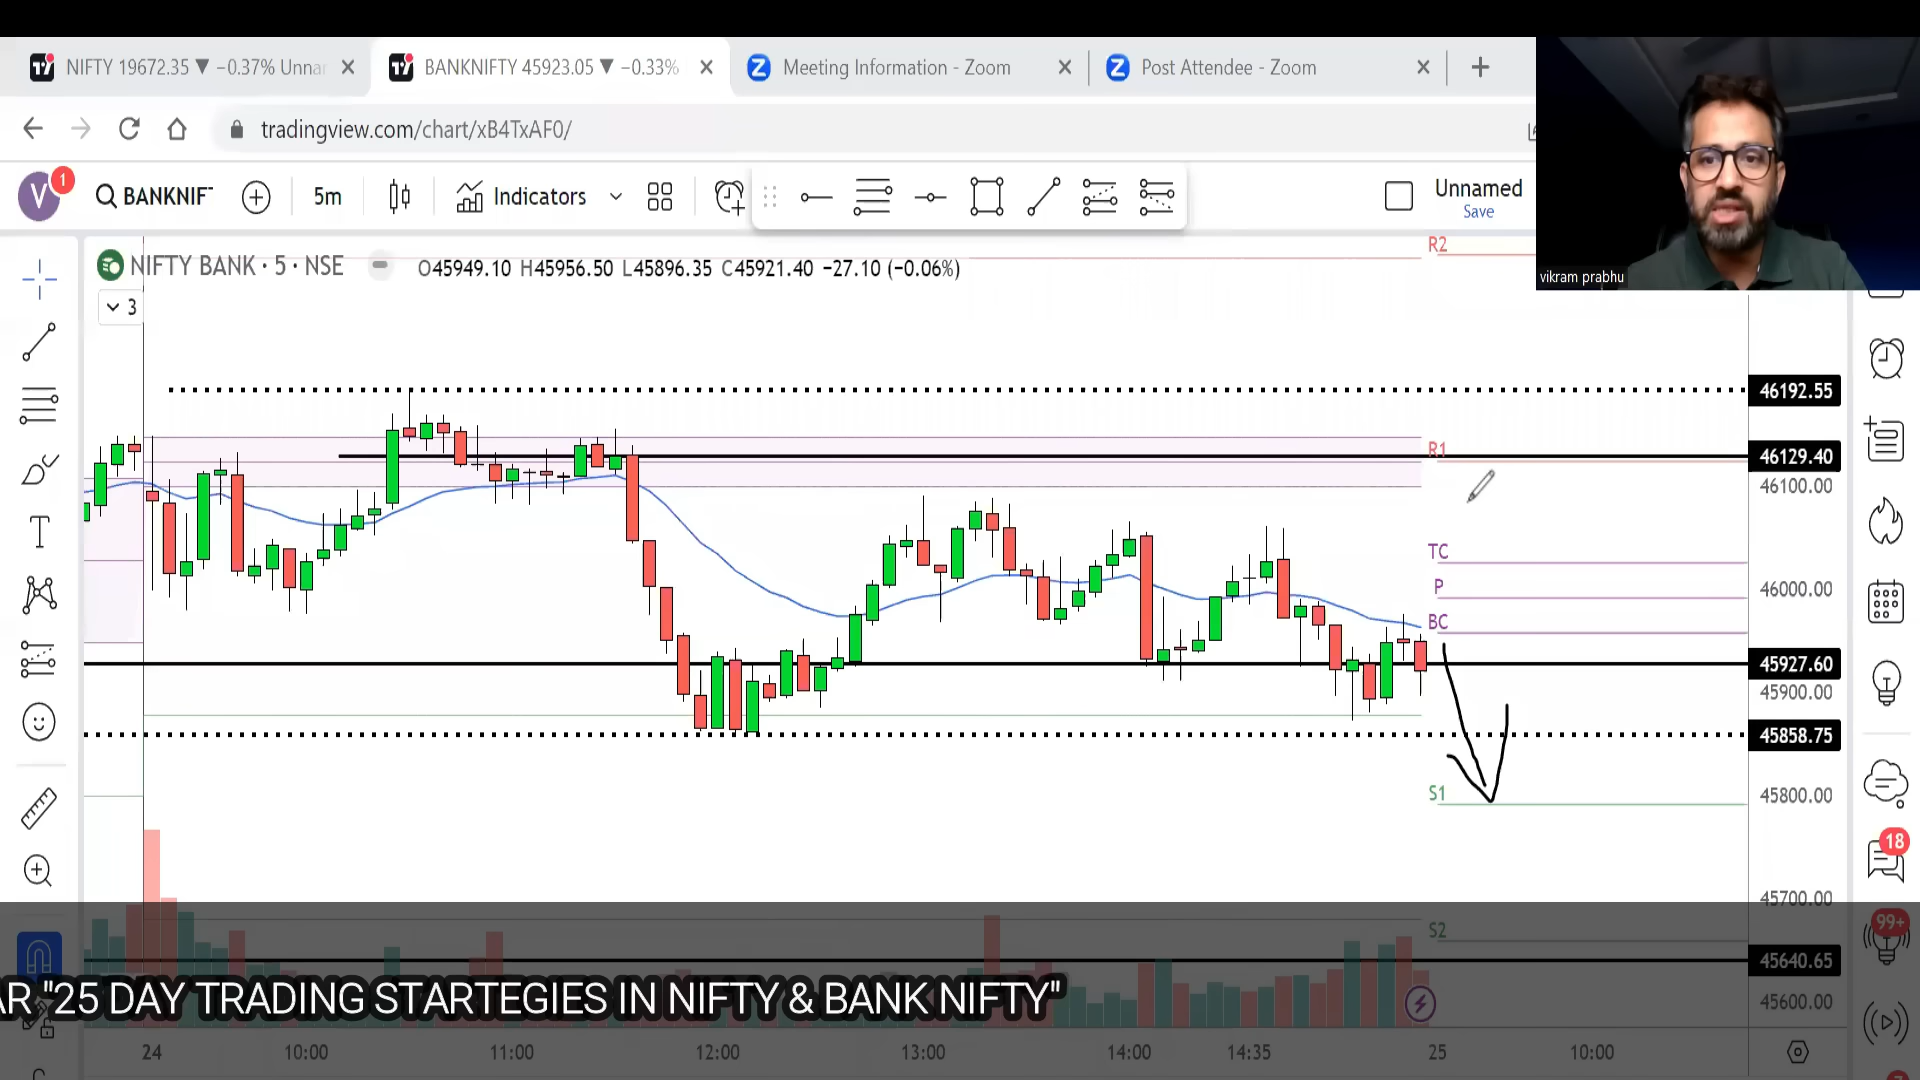 NIFTY 19672.35 ▼ −0.37% Unnar
BANKNIFTY 45923.05 ▼ −0.33%
Meeting Information - Zoom
Post Attendee - Zoom
tradingview.com/chart/xB4TxAF0/
V
1
BANKNIF
5m
Indicators
Unnamed
Save
vikram prabhu
NIFTY BANK · 5 · NSE
O45949.10 H45956.50 L45896.35 C45921.40 −27.10 (−0.06%)
3
R2
46192.55
R1
46129.40
46100.00
TC
P
46000.00
BC
45927.60
45900.00
45858.75
S1
45800.00
18
45700.00
99+
S2
45640.65
AR "25 DAY TRADING STARTEGIES IN NIFTY & BANK NIFTY"
45600.00
24
10:00
11:00
12:00
13:00
14:00
14:35
25
10:00